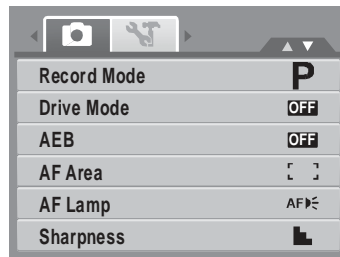 Record Mode P
Drive Mode OFF
AEB OFF
AF Area
AF Lamp AF
Sharpness